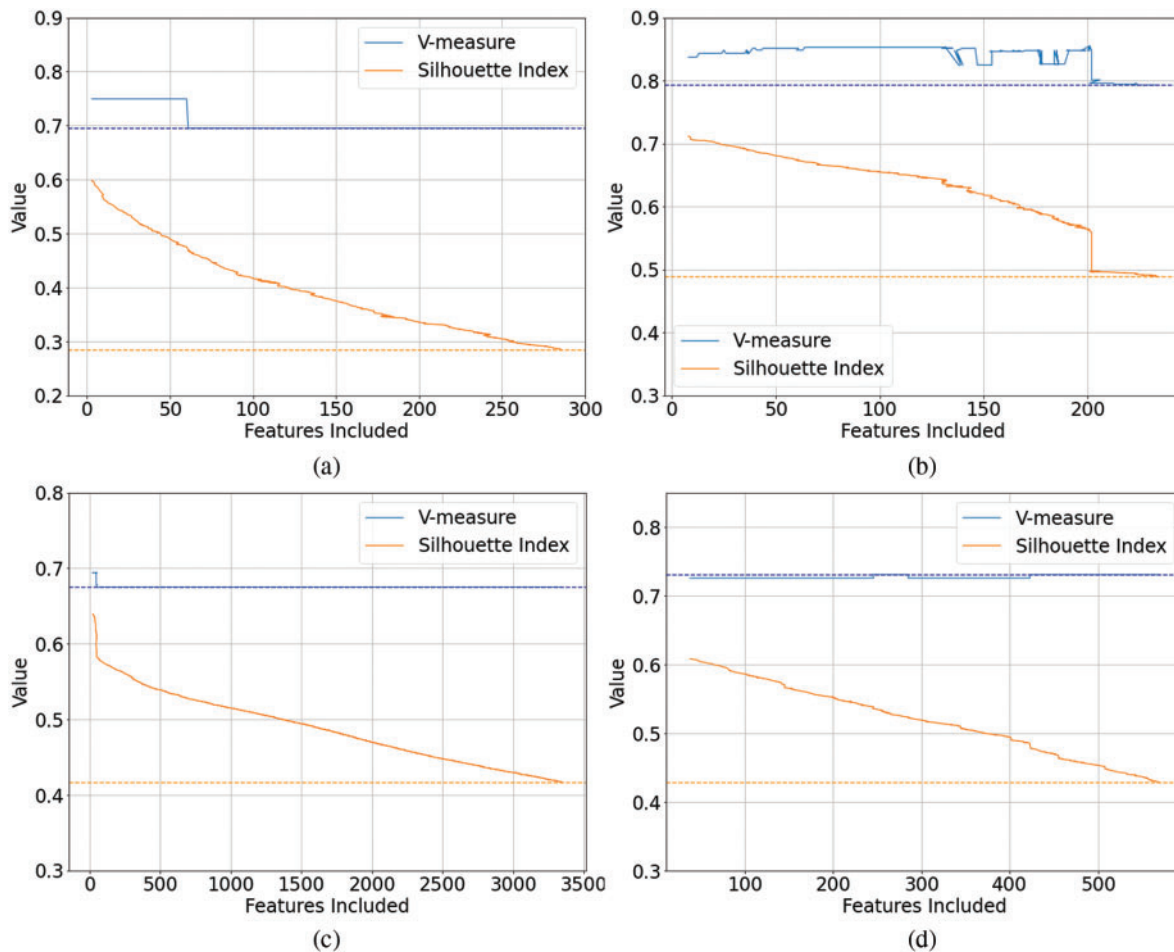 0.9
0.8
0.7
0.6
0.5
0.4
0.3
0.2
Value
V-measure
Silhouette Index
0 50 100 150 200 250 300
Features Included
(a)
0.9
0.8
0.7
0.6
0.5
0.4
0.3
Value
V-measure
Silhouette Index
0 50 100 150 200
Features Included
(b)
0.8
0.7
0.6
0.5
0.4
0.3
Value
V-measure
Silhouette Index
0 500 1000 1500 2000 2500 3000 3500
Features Included
(c)
0.8
0.7
0.6
0.5
0.4
0.3
Value
V-measure
Silhouette Index
100 200 300 400 500
Features Included
(d)